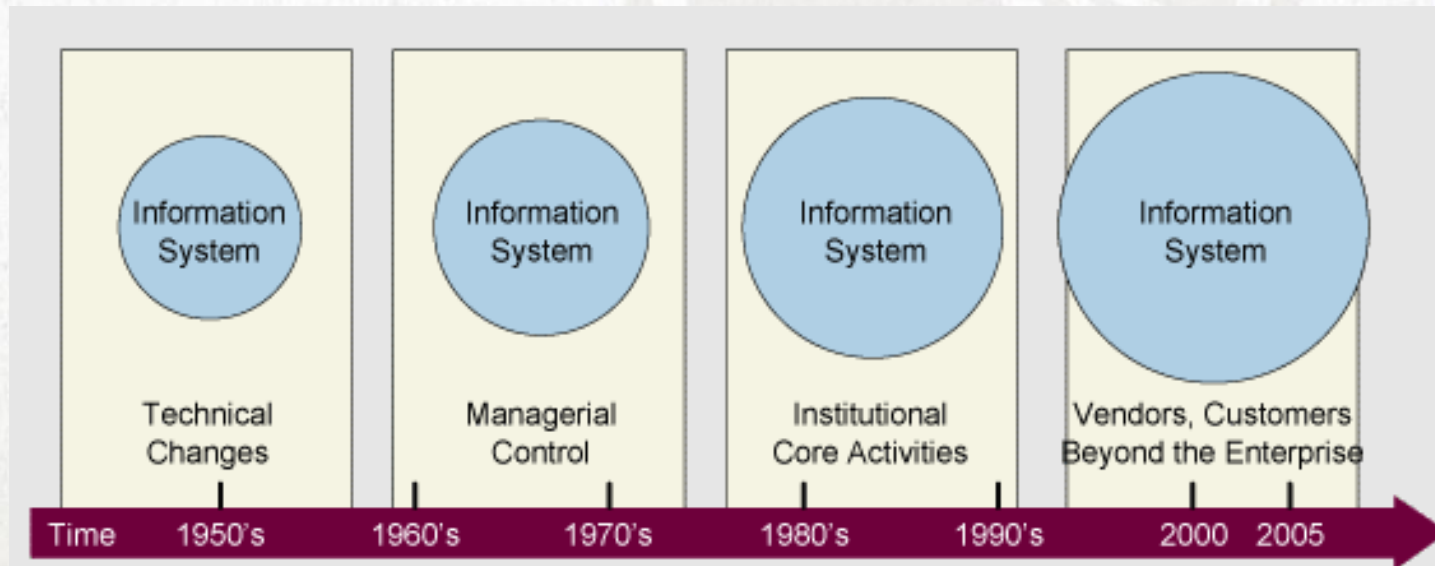 Information
System
Information
System
Information
System
Information
System
Technical
Changes
Managerial
Control
Institutional
Core Activities
Vendors, Customers
Beyond the Enterprise
Time 1950's 1960's 1970's 1980's 1990's 2000 2005